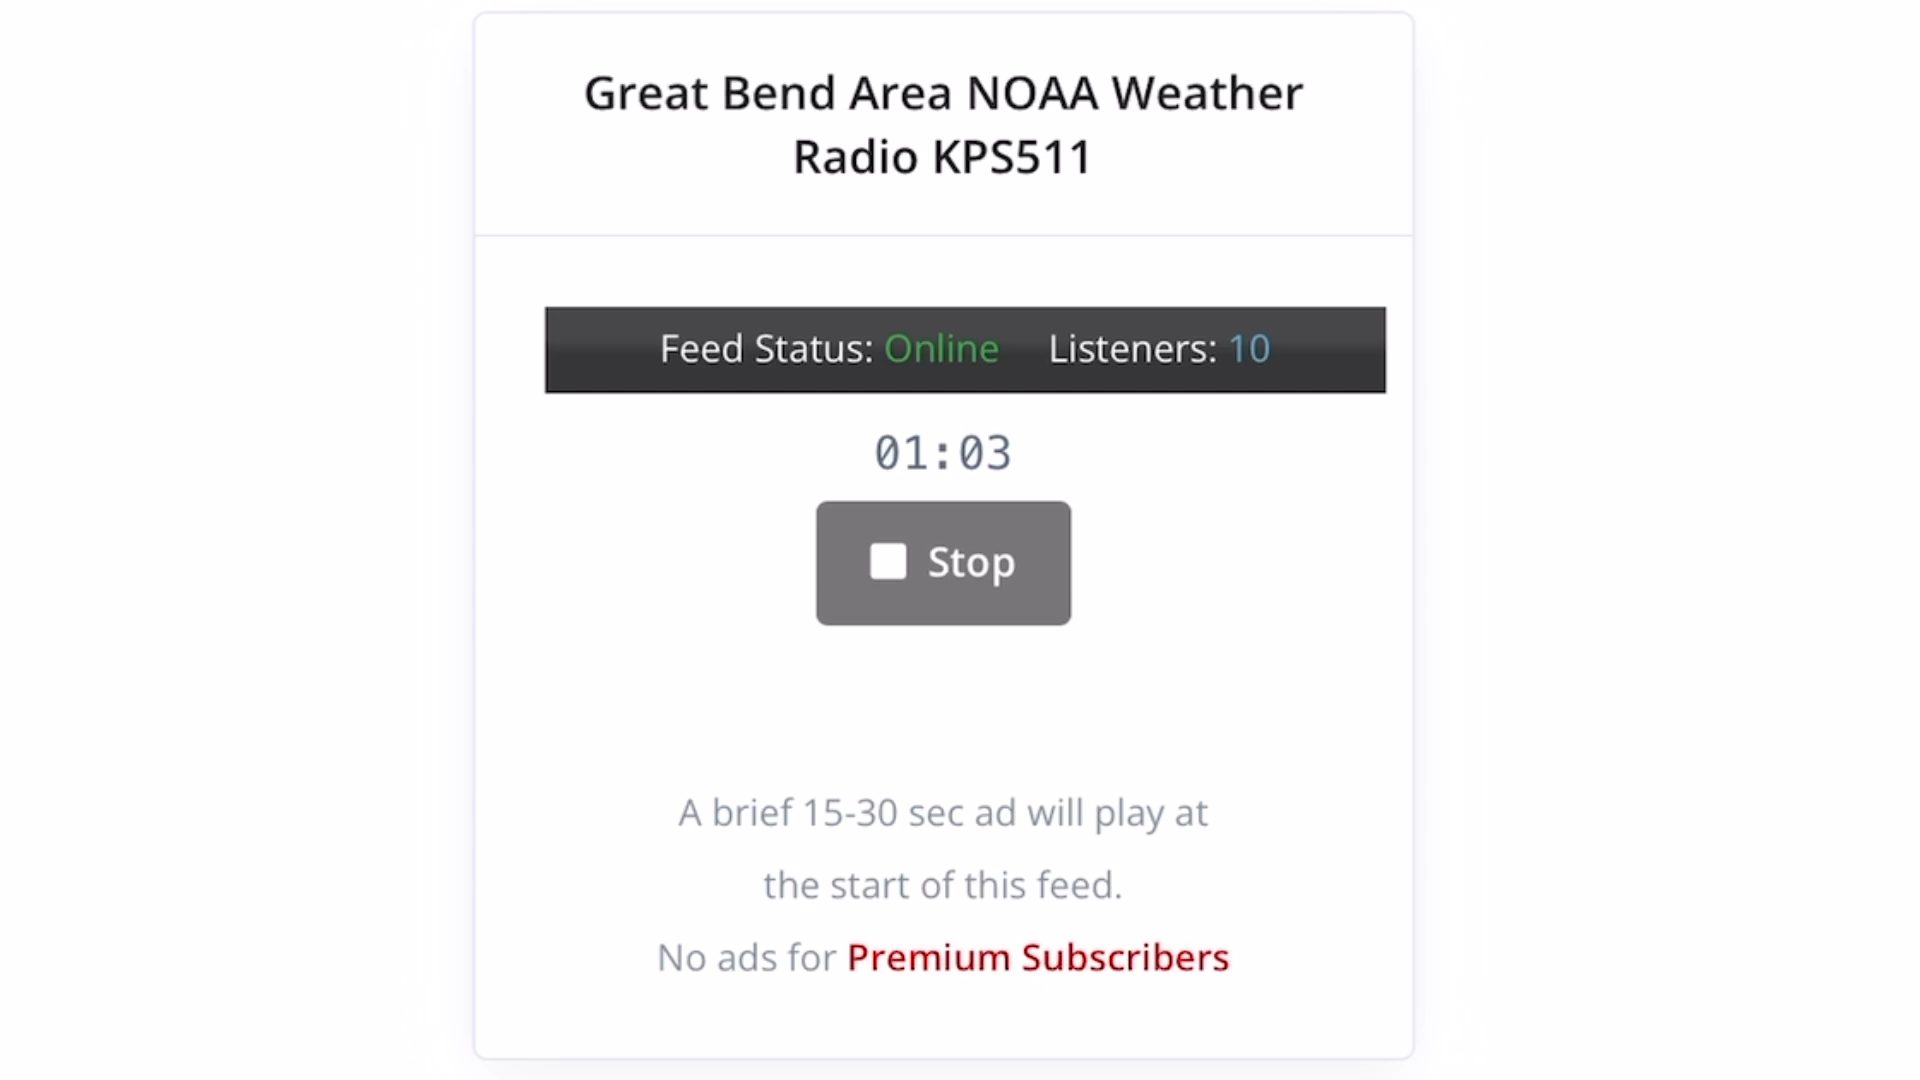 Great Bend Area NOAA Weather
Radio KPS511
Feed Status: Online Listeners: 10
01:03
Stop
A brief 15-30 sec ad will play at
the start of this feed.
No ads for Premium Subscribers